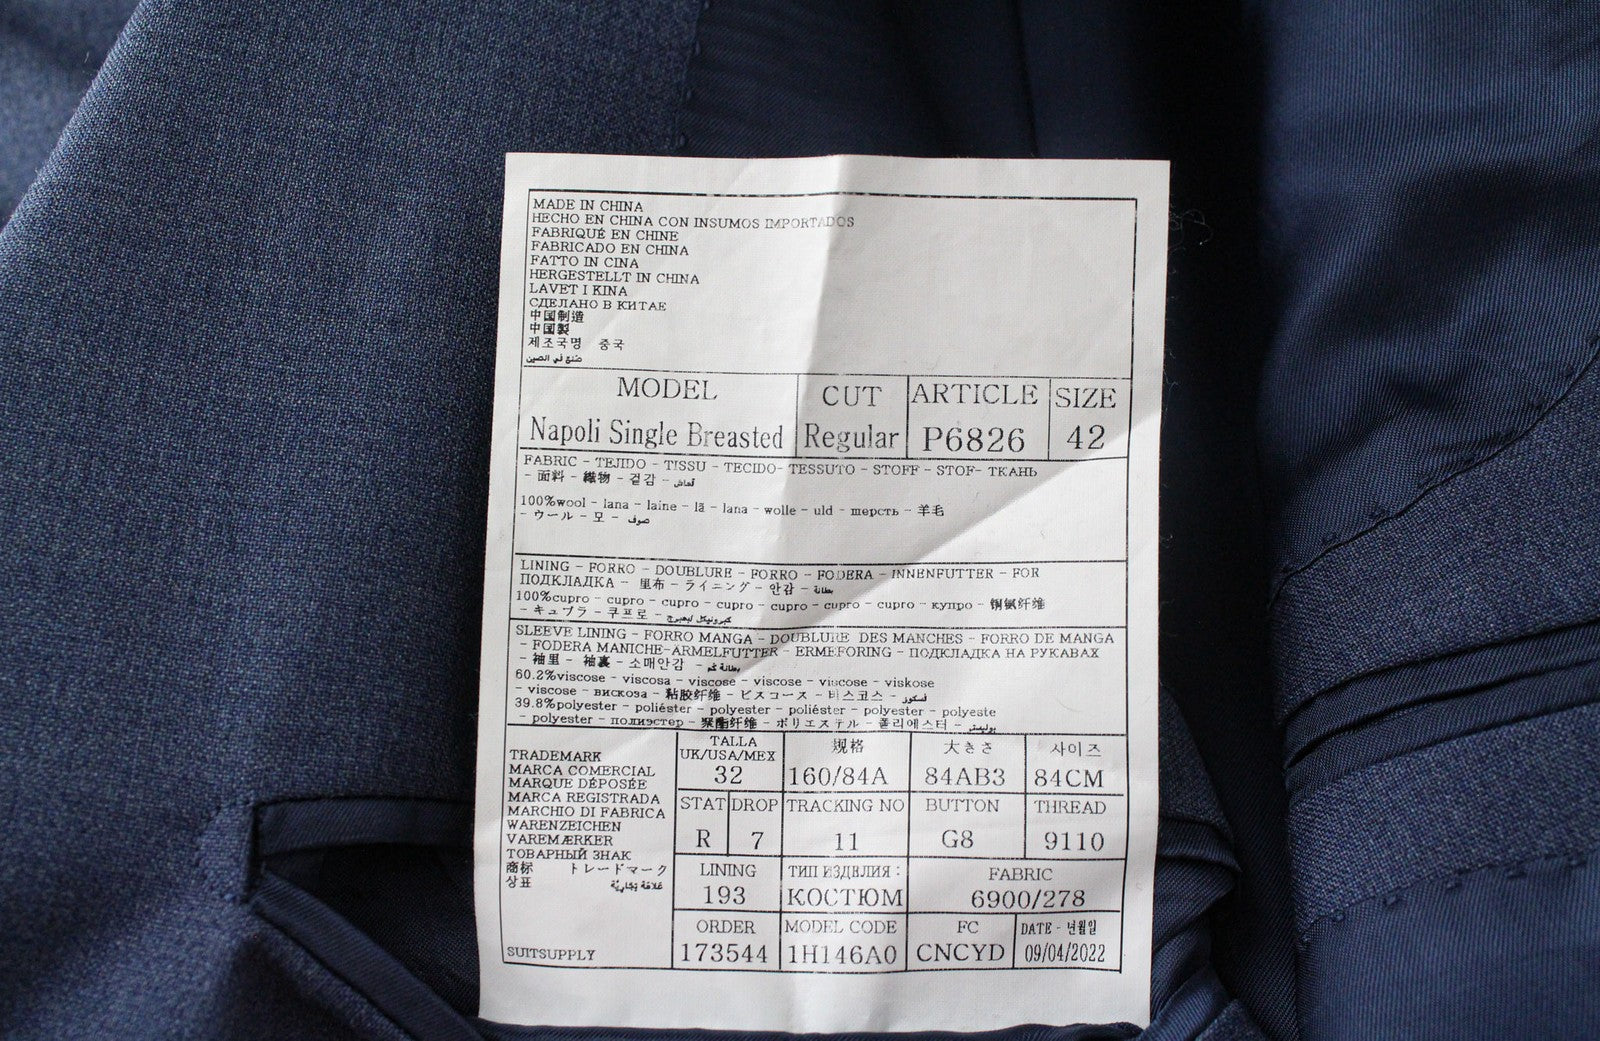 MADE IN CHINA
HECHO EN CHINA CON INSUMOS IMPORTADOS
FABRIQUÉ EN CHINE
FABRICADO EN CHINA
FATTO IN CINA
HERGESTELLT IN CHINA
LAVET I KINA
СДЕЛАНО В КИТАЕ
中国制造
中国製
제조국명 중국
صنع في الصين
MODEL CUT ARTICLE SIZE
Napoli Single Breasted Regular P6826 42
FABRIC - TEJIDO - TISSU - TECIDO- TESSUTO - STOFF - STOF- ТКАНЬ
- 面料 - 織物 - 겉감 - قماش
100%wool - lana - laine - lã - lana - wolle - uld - шерсть - 羊毛
- ウール - 모 - صوف
LINING - FORRO - DOUBLURE - FORRO - FODERA - INNENFUTTER - FOR
ПОДКЛАДКА - 里布 - ライニング - 안감 - بطانة
100%cupro - cupro - cupro - cupro - cupro - cupro - cupro - купро - 铜氨纤维
- キュプラ - 쿠프로 -
SLEEVE LINING - FORRO MANGA - DOUBLURE DES MANCHES - FORRO DE MANGA
- FODERA MANICHE-ARMELFUTTER - ERMEFORING - ПОДКЛАДКА НА РУКАВАХ
- 袖里 - 袖裏 - 소매안감 - بطانة كم
60.2%viscose - viscosa - viscose - viscose - viscose - viskose
- viscose - вискоза - 粘胶纤维 - ビスコース - 비스코스 - فسكوز
39.8%polyester - poliéster - polyester - poliéster - polyester - polyeste
- polyester - полиэстер - 聚酯纤维 - ポリエステル - 폴리에스터 - بوليستر
TRADEMARK
MARCA COMERCIAL
MARQUE DÉPOSÉE
MARCA REGISTRADA
MARCHIO DI FABRICA
WARENZEICHEN
VAREMÆRKER
ТОВАРНЫЙ ЗНАК
商标 トレードマーク
상표 علامة تجارية
SUITSUPPLY
TALLA
UK/USA/MEX 规格 大きさ 사이즈
32 160/84A 84AB3 84CM
STAT DROP TRACKING NO BUTTON THREAD
R 7 11 G8 9110
LINING ТИП ИЗДЕЛИЯ: FABRIC
193 КОСТЮМ 6900/278
ORDER MODEL CODE FC DATE - 년월일
173544 1H146A0 CNCYD 09/04/2022